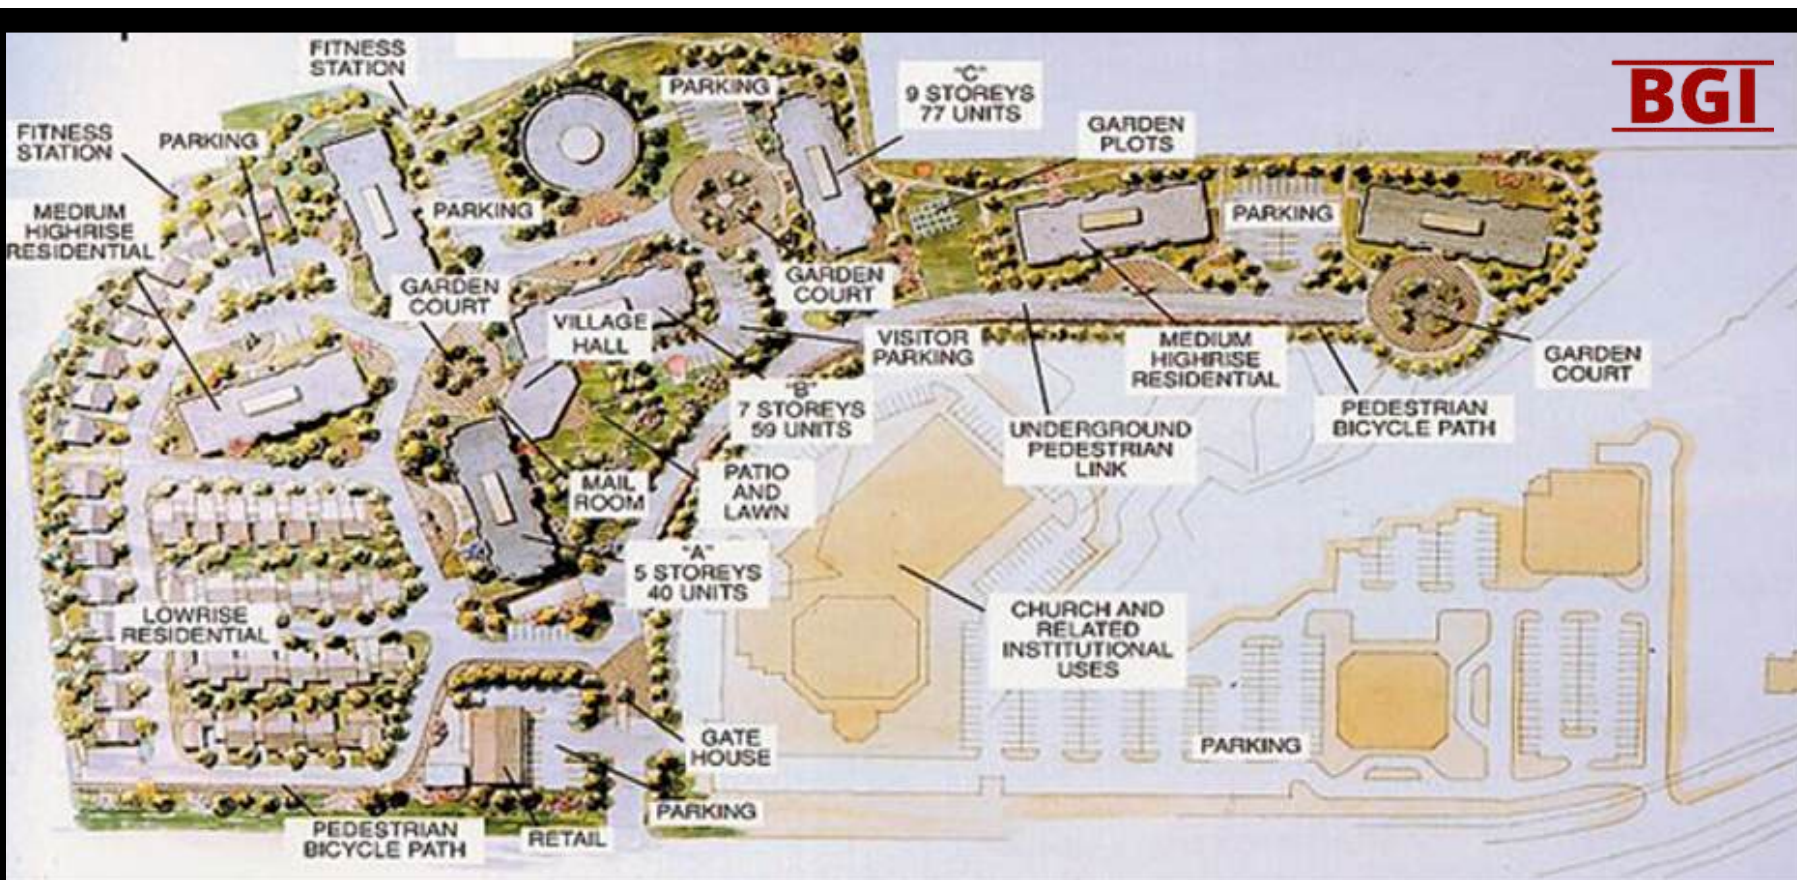 FITNESS
STATION
"C"
9 STOREYS
77 UNITS
BGI
PARKING
GARDEN
PLOTS
FITNESS
STATION
PARKING
PARKING
PARKING
MEDIUM
HIGHRISE
RESIDENTIAL
GARDEN
COURT
GARDEN
COURT
VILLAGE
HALL
VISITOR
PARKING
MEDIUM
HIGHRISE
RESIDENTIAL
GARDEN
COURT
"B"
7 STOREYS
59 UNITS
UNDERGROUND
PEDESTRIAN
LINK
PEDESTRIAN
BICYCLE PATH
MAIL
ROOM
PATIO
AND
LAWN
"A"
5 STOREYS
40 UNITS
LOWRISE
RESIDENTIAL
CHURCH AND
RELATED
INSTITUTIONAL
USES
GATE
HOUSE
PARKING
PARKING
PEDESTRIAN
BICYCLE PATH
RETAIL